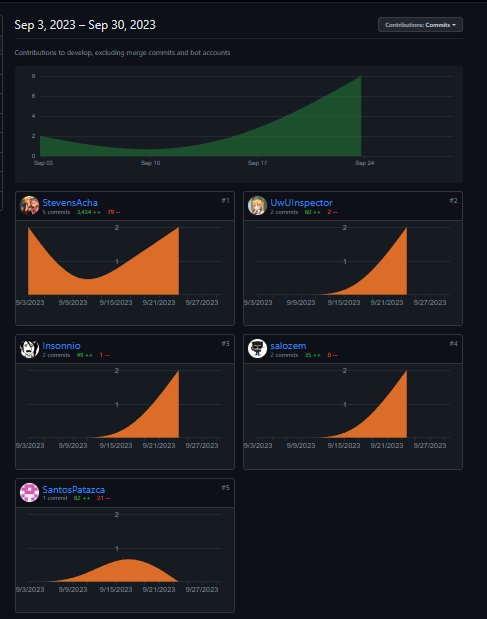 Sep 3, 2023 – Sep 30, 2023
Contributions: Commits
Contributions to develop, excluding merge commits and bot accounts
8
6
4
2
0
Sep 03 Sep 10 Sep 17 Sep 24
StevensAcha #1
5 commits 3,434 ++ 79 --
2
1
9/3/2023 9/9/2023 9/15/2023 9/21/2023 9/27/2023
UwUInspector #2
2 commits 60 ++ 2 --
2
1
9/3/2023 9/9/2023 9/15/2023 9/21/2023 9/27/2023
Insonnio #3
2 commits 49 ++ 1 --
2
1
9/3/2023 9/9/2023 9/15/2023 9/21/2023 9/27/2023
salozem #4
2 commits 35 ++ 0 --
2
1
9/3/2023 9/9/2023 9/15/2023 9/21/2023 9/27/2023
SantosPatazca #5
1 commit 82 ++ 21 --
2
1
9/3/2023 9/9/2023 9/15/2023 9/21/2023 9/27/2023